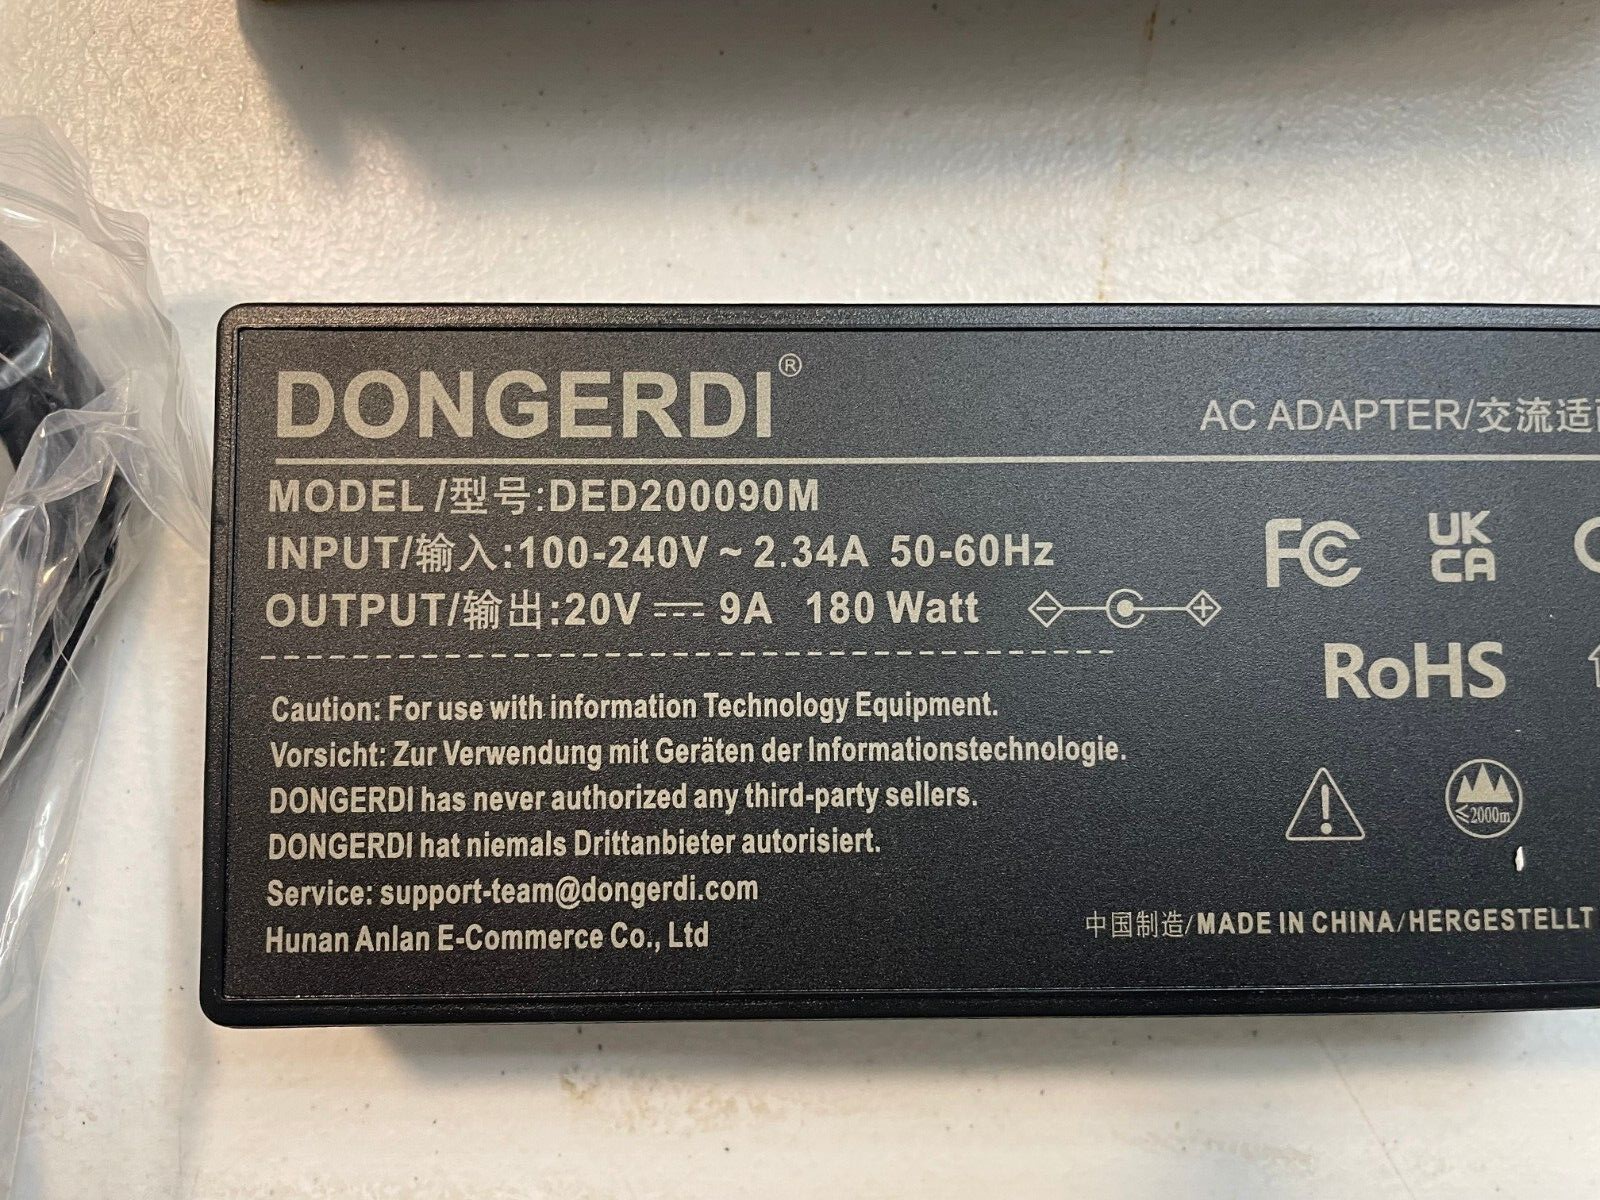 DONGERDI®
AC ADAPTER/交流适
MODEL /型号:DED200090M
INPUT/输入:100-240V ~ 2.34A 50-60Hz
OUTPUT/输出:20V ⎓ 9A 180 Watt
FC
UK
CA
RoHS
Caution: For use with information Technology Equipment.
Vorsicht: Zur Verwendung mit Geräten der Informationstechnologie.
DONGERDI has never authorized any third-party sellers.
DONGERDI hat niemals Drittanbieter autorisiert.
Service: support-team@dongerdi.com
Hunan Anlan E-Commerce Co., Ltd
≤2000m
中国制造/MADE IN CHINA/HERGESTELLT